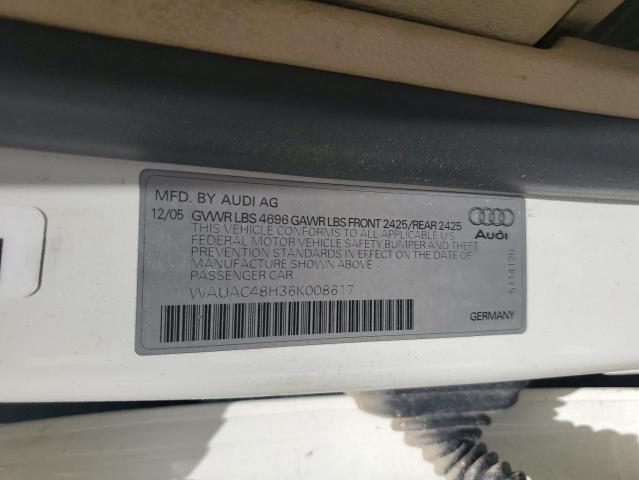 MFD. BY AUDI AG
12/05 GVWR LBS 4696 GAWR LBS FRONT 2425/REAR 2425
THIS VEHICLE CONFORMS TO ALL APPLICABLE U.S
FEDERAL MOTOR VEHICLE SAFETY BUMPER AND THEFT
PREVENTION STANDARDS IN EFFECT ON THE DATE OF
MANUFACTURE SHOWN ABOVE
PASSENGER CAR
WAUAC48H36K008617
Audi
5114120
GERMANY